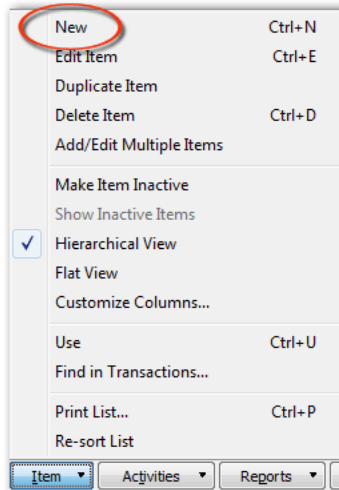 New Ctrl+N
Edit Item Ctrl+E
Duplicate Item
Delete Item Ctrl+D
Add/Edit Multiple Items
Make Item Inactive
Show Inactive Items
Hierarchical View
Flat View
Customize Columns...
Use Ctrl+U
Find in Transactions...
Print List... Ctrl+P
Re-sort List
Item Activities Reports